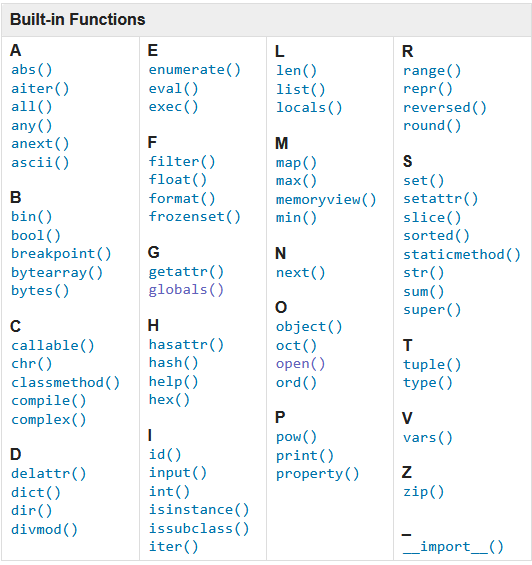 Built-in Functions
A
abs()
aiter()
all()
any()
anext()
ascii()
B
bin()
bool()
breakpoint()
bytearray()
bytes()
C
callable()
chr()
classmethod()
compile()
complex()
D
delattr()
dict()
dir()
divmod()
E
enumerate()
eval()
exec()
F
filter()
float()
format()
frozenset()
G
getattr()
globals()
H
hasattr()
hash()
help()
hex()
I
id()
input()
int()
isinstance()
issubclass()
iter()
L
len()
list()
locals()
M
map()
max()
memoryview()
min()
N
next()
O
object()
oct()
open()
ord()
P
pow()
print()
property()
R
range()
repr()
reversed()
round()
S
set()
setattr()
slice()
sorted()
staticmethod()
str()
sum()
super()
T
tuple()
type()
V
vars()
Z
zip()
_
__import__()